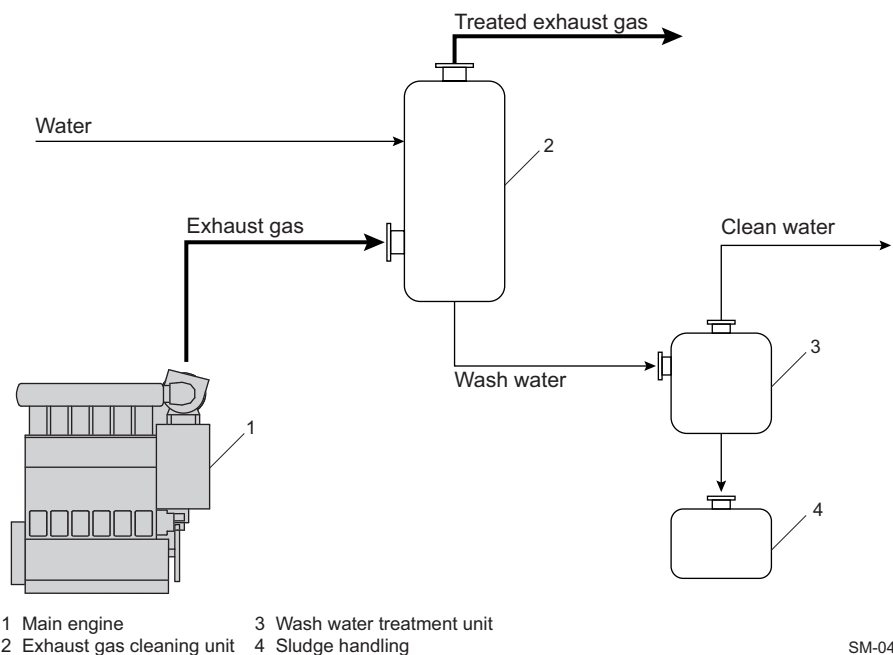 Treated exhaust gas
Water
2
Exhaust gas
Clean water
3
Wash water
1
4
1 Main engine 3 Wash water treatment unit
2 Exhaust gas cleaning unit 4 Sludge handling
SM-04